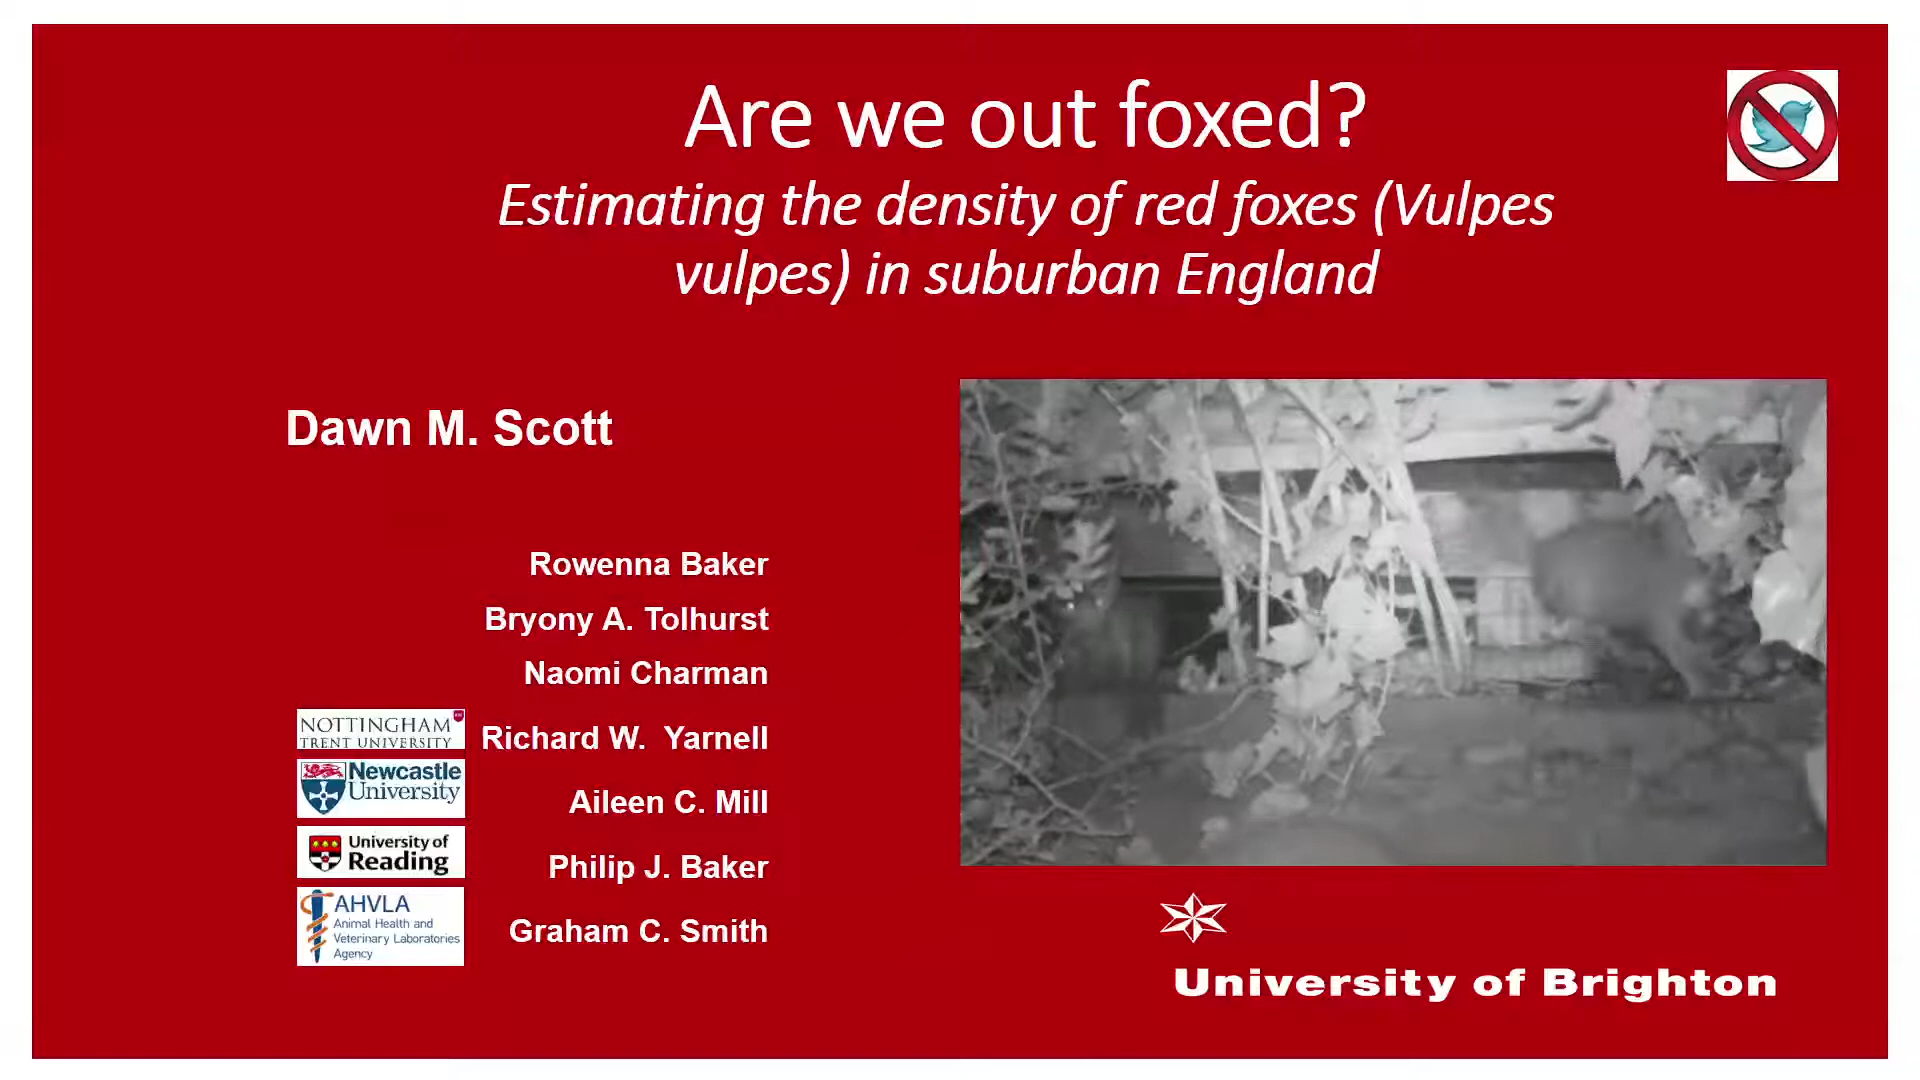 Are we out foxed?
Estimating the density of red foxes (Vulpes
vulpes) in suburban England
Dawn M. Scott
Rowenna Baker
Bryony A. Tolhurst
Naomi Charman
NOTTINGHAM
TRENT UNIVERSITY
Richard W. Yarnell
Newcastle
University
Aileen C. Mill
University of
Reading
Philip J. Baker
AHVLA
Animal Health and
Veterinary Laboratories
Agency
Graham C. Smith
University of Brighton